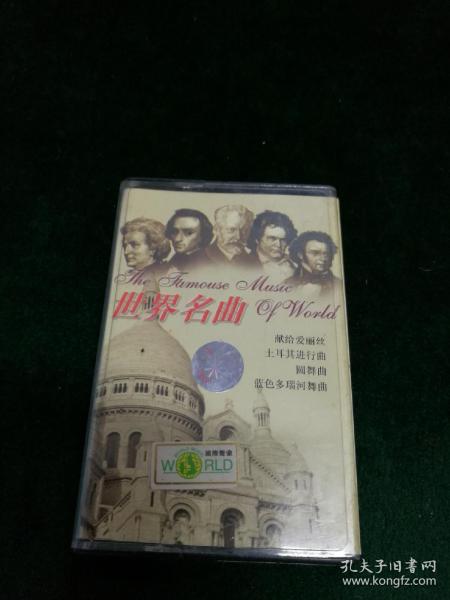 The Famouse Music
世界名曲 Of World
献给爱丽丝
土耳其进行曲
圆舞曲
蓝色多瑙河舞曲
WORLD
孔夫子旧书网
www.kongfz.com